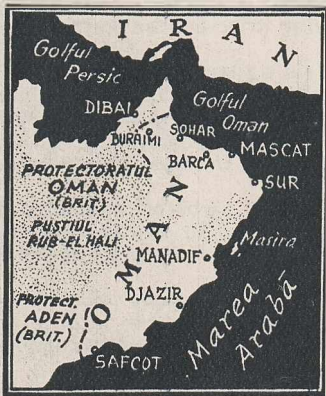 IRAN
Golful
Persic
DIBAI
Golful
Oman
BURAIMI
SOHAR
BARCA
MASCAT
PROTECTORATUL
OMAN
(BRIT.)
SUR
PUSTIUL
RUB-EL HALI
OMAN
Masira
MANADIF
DJAZIR
PROTECT.
ADEN
(BRIT.)
Marea
Arabă
SAFCOT